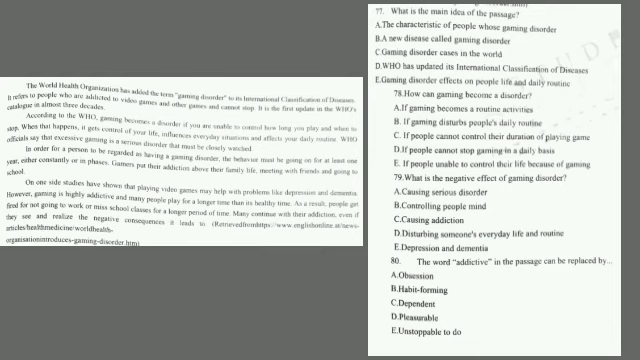 The World Health Organization has added the term "gaming disorder" to its International Classification of Diseases.
It refers to people who are addicted to video games and other games and cannot stop. It is the first update in the WHO's
catalogue in almost three decades.
According to the WHO, gaming becomes a disorder if you are unable to control how long you play and when to
stop. When that happens, it gets control of your life, influences everyday situations and affects your daily routine. WHO
officials say that excessive gaming is a serious disorder that must be closely watched.
In order for a person to be regarded as having a gaming disorder, the behavior must be going on for at least one
year, either constantly or in phases. Gamers put their addiction above their family life, meeting with friends and going to
school.
On one side studies have shown that playing video games may help with problems like depression and dementia.
However, gaming is highly addictive and many people play for a longer time than its healthy time. As a result, people get
fired for not going to work or miss school classes for a longer period of time. Many continue with their addiction, even if
they see and realize the negative consequences it leads to. (Retrievedfromhttps://www.englishonline.at/news-
articles/healthmedicine/worldhealth-
organisationintroduces-gaming-disorder.htm)
77. What is the main idea of the passage?
A.The characteristic of people whose gaming disorder
B.A new disease called gaming disorder
C.Gaming disorder cases in the world
D.WHO has updated its International Classification of Diseases
E.Gaming disorder effects on people life and daily routine
78.How can gaming become a disorder?
A.If gaming becomes a routine activities
B. If gaming disturbs people's daily routine
C. If people cannot control their duration of playing game
D.If people cannot stop gaming in a daily basis
E. If people unable to control their life because of gaming
79.What is the negative effect of gaming disorder?
A.Causing serious disorder
B.Controlling people mind
C.Causing addiction
D.Disturbing someone's everyday life and routine
E.Depression and dementia
80. The word "addictive" in the passage can be replaced by...
A.Obsession
B.Habit-forming
C.Dependent
D.Pleasurable
E.Unstoppable to do